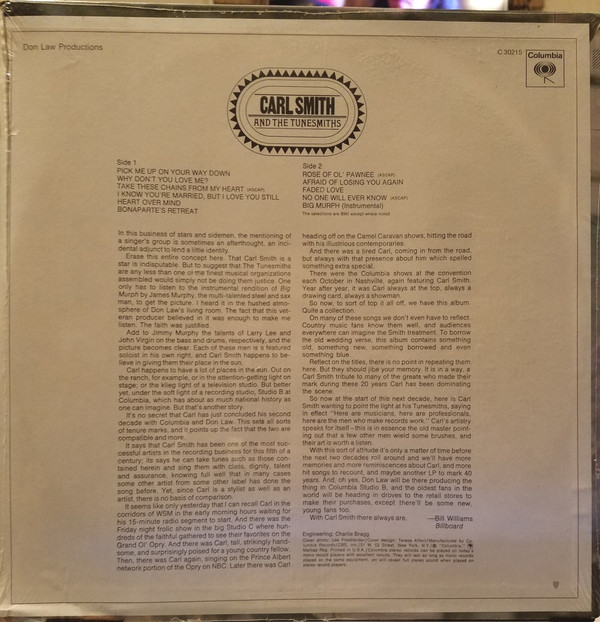 Don Law Productions
C 30215
Columbia
CARL SMITH
AND THE TUNESMITHS
Side 1
PICK ME UP ON YOUR WAY DOWN
WHY DON'T YOU LOVE ME?
TAKE THESE CHAINS FROM MY HEART (ASCAP)
I KNOW YOU'RE MARRIED, BUT I LOVE YOU STILL
HEART OVER MIND
BONAPARTE'S RETREAT
Side 2
ROSE OF OL' PAWNEE (ASCAP)
AFRAID OF LOSING YOU AGAIN
FADED LOVE
NO ONE WILL EVER KNOW (ASCAP)
BIG MURPH (Instrumental)
The selections are BMI except where noted
In this business of stars and sidemen, the mentioning of
a singer's group is sometimes an afterthought, an inci-
dental adjunct to lend a little identity.
Erase this entire concept here. That Carl Smith is a
star is indisputable. But to suggest that The Tunesmiths
are any less than one of the finest musical organizations
assembled would simply not be doing them justice. One
only has to listen to the instrumental rendition of Big
Murph by James Murphy, the multi-talented steel and sax
man, to get the picture. I heard it in the hushed atmo-
sphere of Don Law's living room. The fact that this vet-
eran producer believed in it was enough to make me
listen. The faith was justified.
Add to Jimmy Murphy the talents of Larry Lee and
John Virgin on the bass and drums, respectively, and the
picture becomes clear. Each of these men is a featured
soloist in his own right, and Carl Smith happens to be-
lieve in giving them their place in the sun.
Carl happens to have a lot of places in the sun. Out on
the ranch, for example, or in the attention-getting light on
stage; or the klieg light of a television studio. But better
yet, under the soft light of a recording studio, Studio B at
Columbia, which has about as much national history as
one can imagine. But that's another story.
It's no secret that Carl has just concluded his second
decade with Columbia and Don Law. This sets all sorts
of tenure marks, and it points up the fact that the two are
compatible and more.
It says that Carl Smith has been one of the most suc-
cessful artists in the recording business for this fifth of a
century; its says he can take tunes such as those con-
tained herein and sing them with class, dignity, talent
and assurance, knowing full well that in many cases
some other artist from some other label has done the
song before. Yet, since Carl is a stylist as well as an
artist, there is no basis of comparison.
It seems like only yesterday that I can recall Carl in the
corridors of WSM in the early morning hours waiting for
his 15-minute radio segment to start. And there was the
Friday night frolic show in the big Studio C where hun-
dreds of the faithful gathered to see their favorites on the
Grand Ol' Opry. And there was Carl, tall, strikingly hand-
some, and surprisingly poised for a young country fellow.
Then, there was Carl again, singing on the Prince Albert
network portion of the Opry on NBC. Later there was Carl
heading off on the Camel Caravan shows, hitting the road
with his illustrious contemporaries.
And there was a tired Carl, coming in from the road,
but always with that presence about him which spelled
something extra special.
There were the Columbia shows at the convention
each October in Nashville, again featuring Carl Smith.
Year after year, it was Carl always at the top, always a
drawing card, always a showman.
So now, to sort of top it all off, we have this album.
Quite a collection.
On many of these songs we don't even have to reflect.
Country music fans know them well, and audiences
everywhere can imagine the Smith treatment. To borrow
the old wedding verse, this album contains something
old, something new, something borrowed and even
something blue.
Reflect on the titles, there is no point in repeating them
here. But they should jibe your memory. It is in a way, a
Carl Smith tribute to many of the greats who made their
mark during these 20 years Carl has been dominating
the scene.
So now at the start of this next decade, here is Carl
Smith wanting to point the light at his Tunesmiths, saying
in effect "Here are musicians, here are professionals,
here are the men who make records work." Carl's artistry
speaks for itself—this is in essence the old master point-
ing out that a few other men wield some brushes, and
their art is worth a listen.
With this sort of attitude it's only a matter of time before
the next two decades roll around and we'll have more
memories and more reminiscences about Carl, and more
hit songs to recount, and maybe another LP to mark 40
years. And, oh yes, Don Law will be there producing the
thing in Columbia Studio B, and the oldest fans in the
world will be heading in droves to the retail stores to
make their purchases, except there'll be some new,
young fans too.
With Carl Smith there always are.
—Bill Williams
Billboard
Engineering: Charlie Bragg